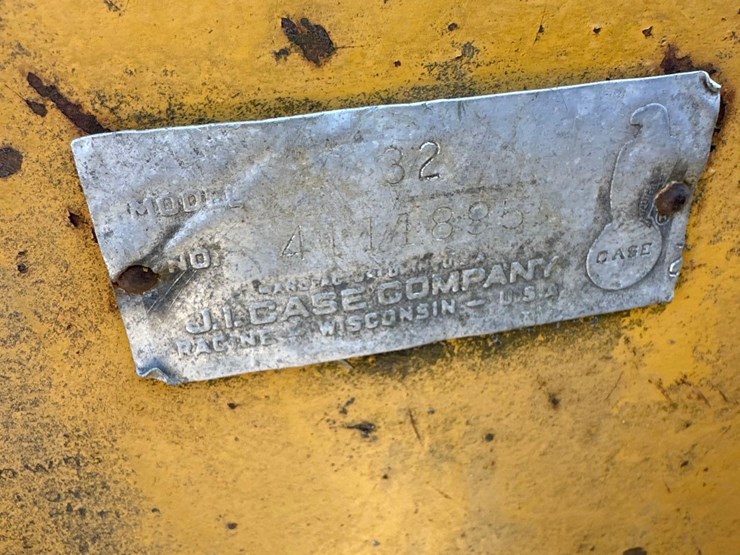 MODEL 32
NO. 4111895
J.I. CASE COMPANY
RACINE - WISCONSIN - U.S.A.
CASE